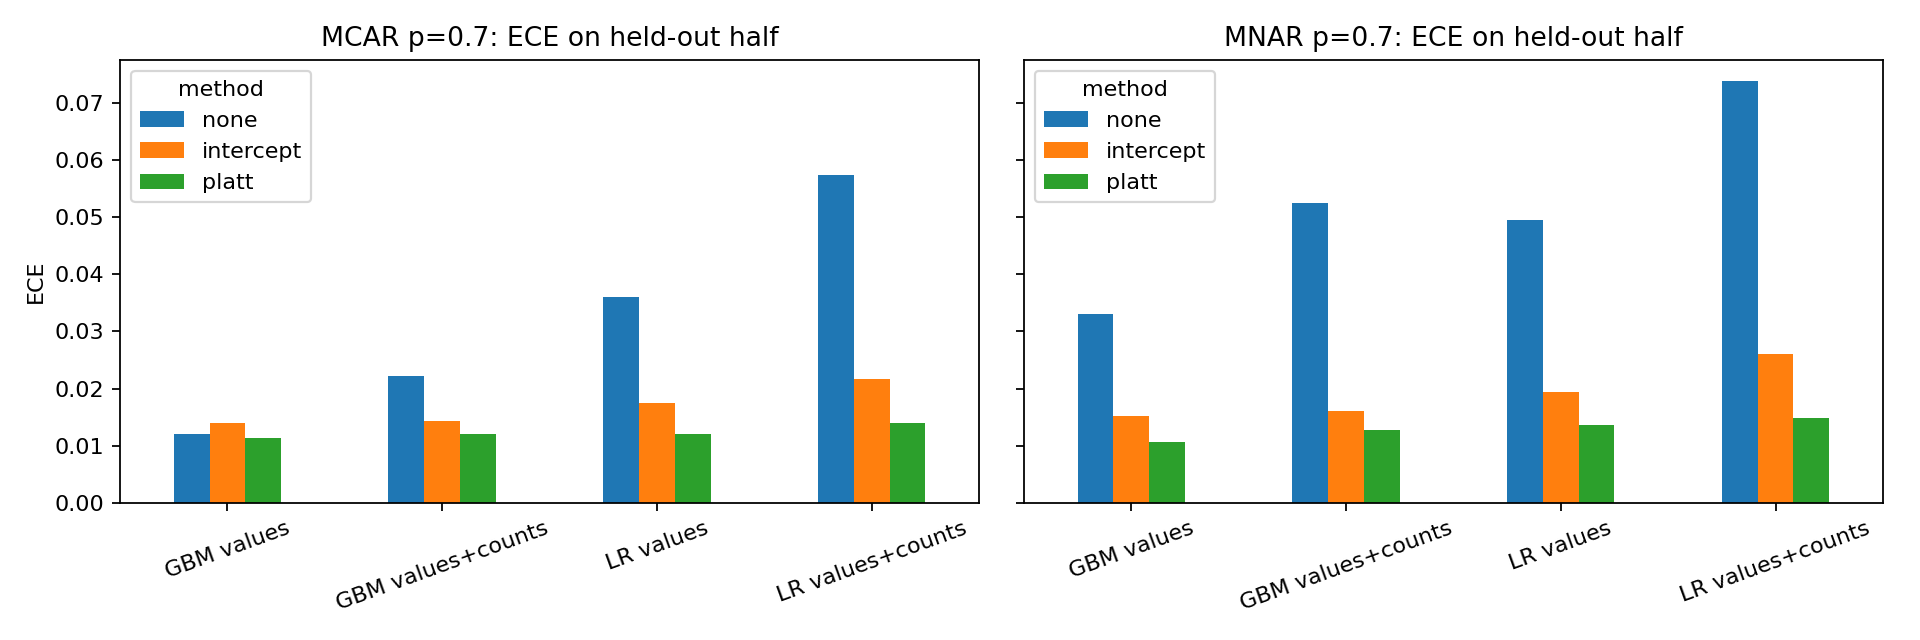 MCAR p=0.7: ECE on held-out half
method
none
intercept
platt
ECE
0.07
0.06
0.05
0.04
0.03
0.02
0.01
0.00
GBM values
GBM values+counts
LR values
LR values+counts
MNAR p=0.7: ECE on held-out half
method
none
intercept
platt
GBM values
GBM values+counts
LR values
LR values+counts